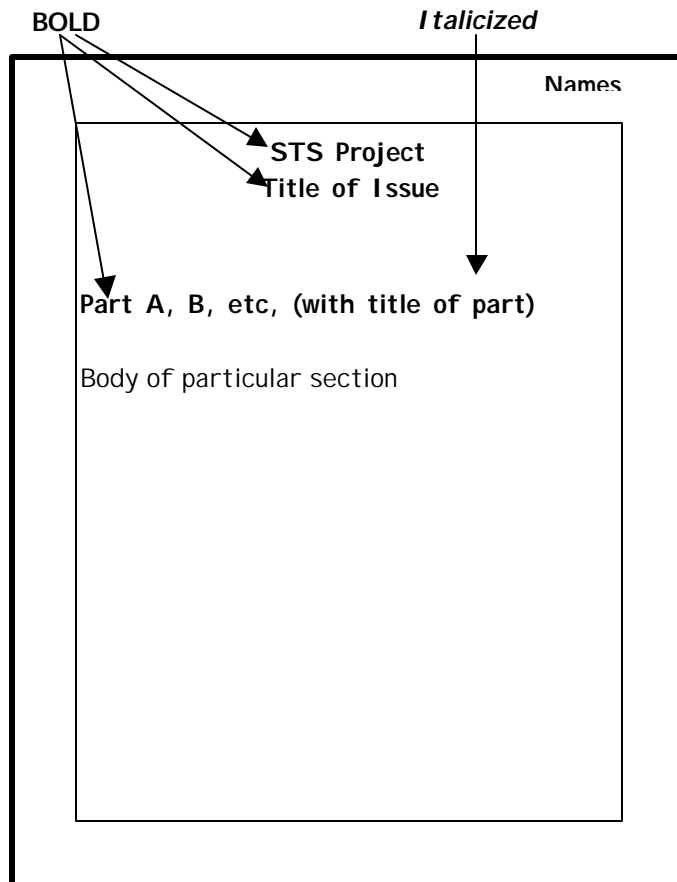 BOLD
Italicized
Names
STS Project
Title of Issue
Part A, B, etc, (with title of part)
Body of particular section